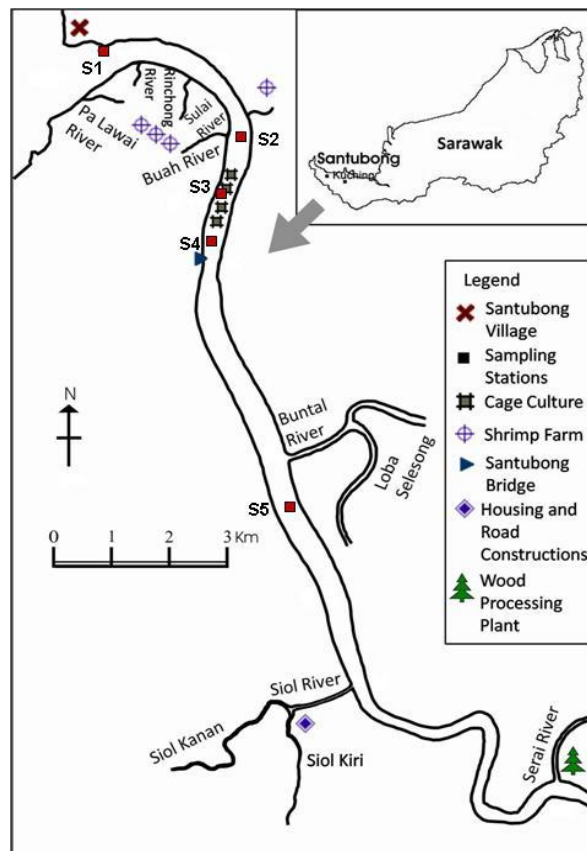 S1
Pa Lawai
River
Rinchong
River
Sulai
River
Buah River
S2
S3
S4
Santubong
Kuching
Sarawak
N
0 1 2 3 Km
Buntal
River
Loba
Selesong
S5
Siol River
Siol Kanan
Siol Kiri
Serai River
Legend
Santubong
Village
Sampling
Stations
Cage Culture
Shrimp Farm
Santubong
Bridge
Housing and
Road
Constructions
Wood
Processing
Plant